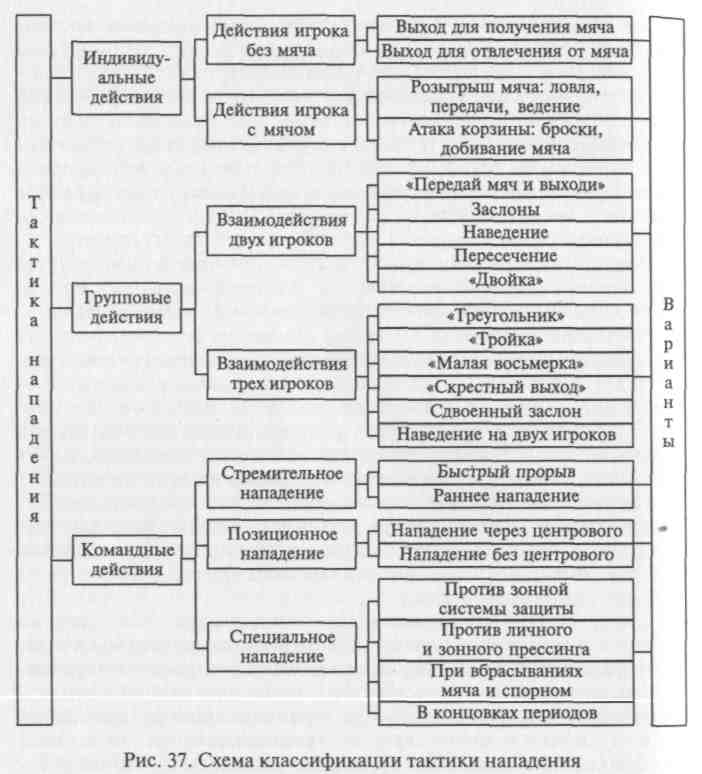 Тактика нападения
Индивиду-
альные
действия
Действия игрока
без мяча
Выход для получения мяча
Выход для отвлечения от мяча
Действия игрока
с мячом
Розыгрыш мяча: ловля,
передачи, ведение
Атака корзины: броски,
добивание мяча
Групповые
действия
Взаимодействия
двух игроков
«Передай мяч и выходи»
Заслоны
Наведение
Пересечение
«Двойка»
Взаимодействия
трех игроков
«Треугольник»
«Тройка»
«Малая восьмерка»
«Скрестный выход»
Сдвоенный заслон
Наведение на двух игроков
Командные
действия
Стремительное
нападение
Быстрый прорыв
Раннее нападение
Позиционное
нападение
Нападение через центрового
Нападение без центрового
Специальное
нападение
Против зонной
системы защиты
Против личного
и зонного прессинга
При вбрасываниях
мяча и спорном
В концовках периодов
Варианты
Рис. 37. Схема классификации тактики нападения